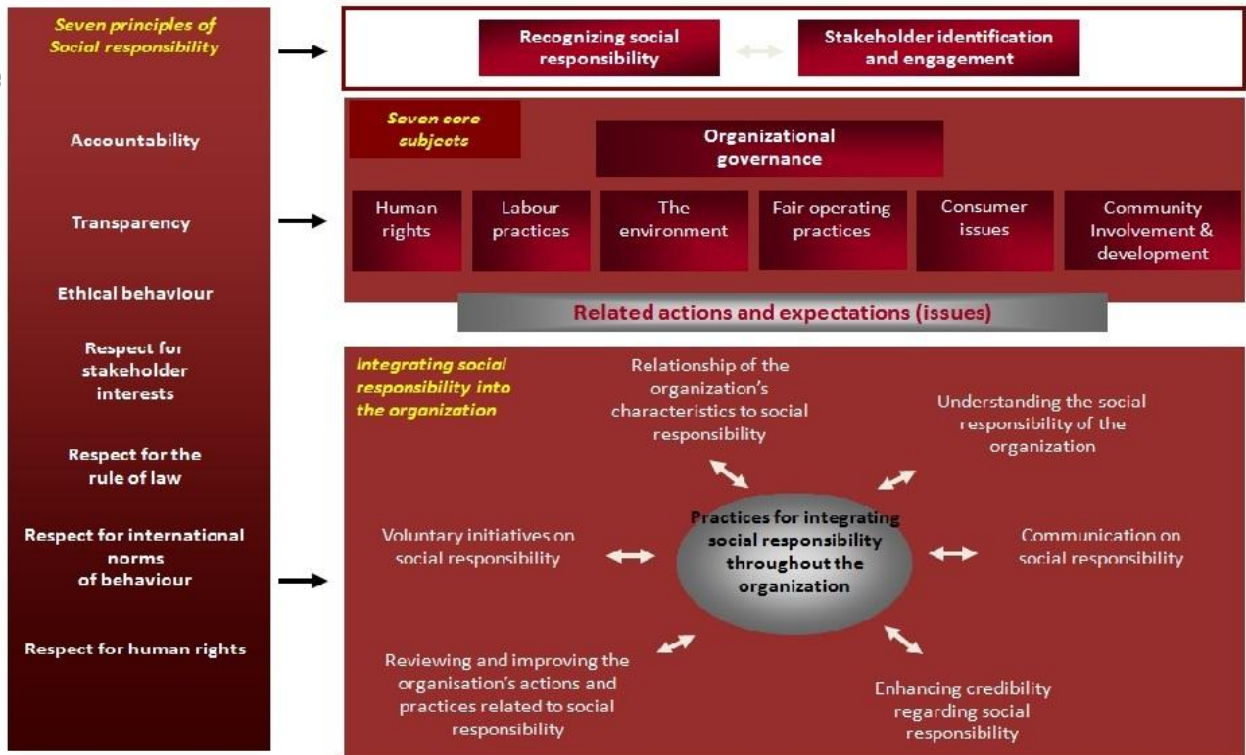 Seven principles of
Social responsibility
Accountability
Transparency
Ethical behaviour
Respect for
stakeholder
interests
Respect for the
rule of law
Respect for international
norms
of behaviour
Respect for human rights
Recognizing social
responsibility
Stakeholder identification
and engagement
Seven core
subjects
Organizational
governance
Human
rights
Labour
practices
The
environment
Fair operating
practices
Consumer
issues
Community
Involvement &
development
Related actions and expectations (issues)
Integrating social
responsibility into
the organization
Relationship of the
organization's
characteristics to social
responsibility
Understanding the social
responsibility of the
organization
Voluntary initiatives on
social responsibility
Practices for integrating
social responsibility
throughout the
organization
Communication on
social responsibility
Reviewing and improving the
organisation's actions and
practices related to social
responsibility
Enhancing credibility
regarding social
responsibility